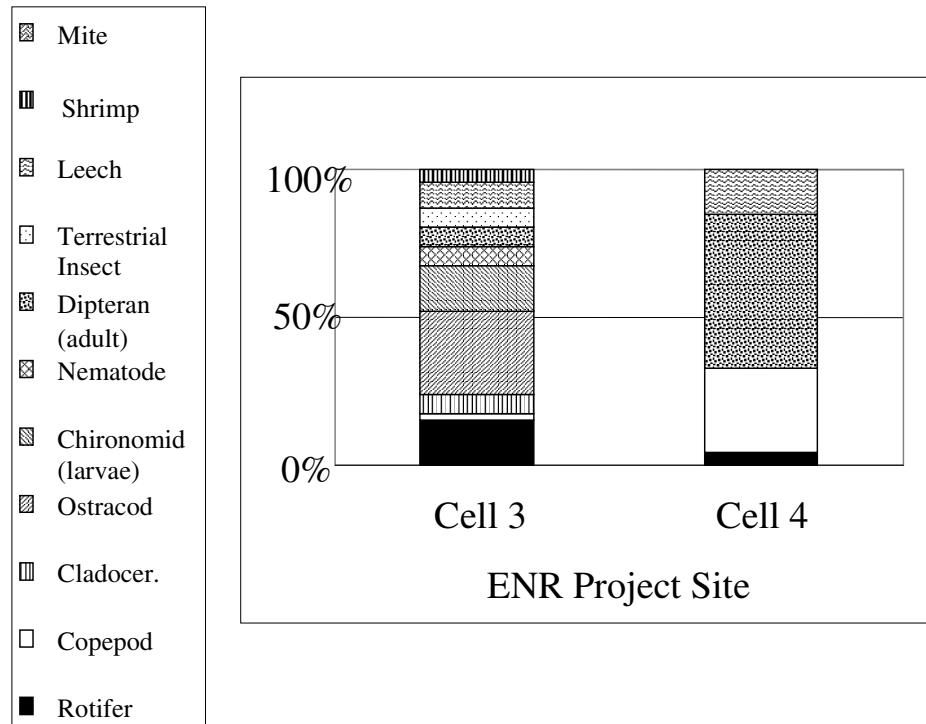 Mite
Shrimp
Leech
Terrestrial
Insect
Dipteran
(adult)
Nematode
Chironomid
(larvae)
Ostracod
Cladocer.
Copepod
Rotifer
100%
50%
0%
Cell 3 Cell 4
ENR Project Site